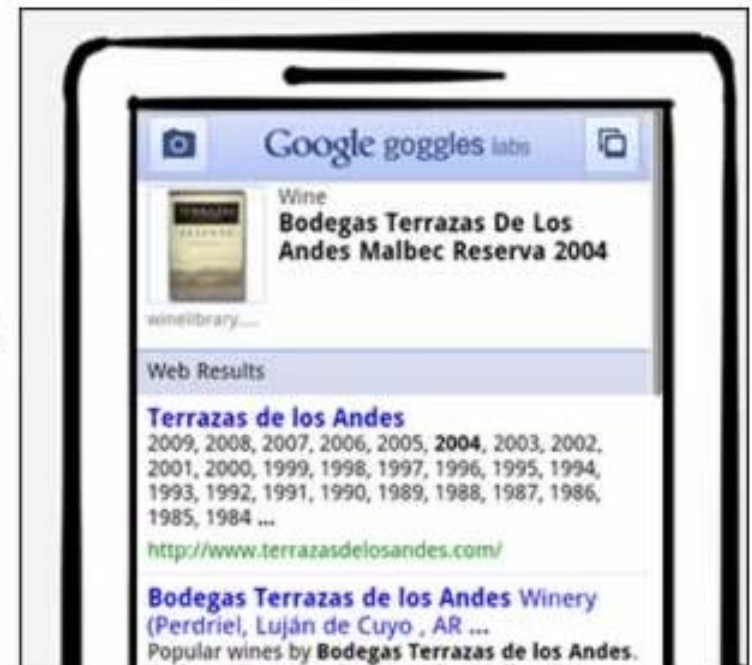 Google goggles labs
Wine
Bodegas Terrazas De Los
Andes Malbec Reserva 2004
winelibrary....
Web Results
Terrazas de los Andes
2009, 2008, 2007, 2006, 2005, 2004, 2003, 2002,
2001, 2000, 1999, 1998, 1997, 1996, 1995, 1994,
1993, 1992, 1991, 1990, 1989, 1988, 1987, 1986,
1985, 1984 ...
http://www.terrazasdelosandes.com/
Bodegas Terrazas de los Andes Winery
(Perdriel, Luján de Cuyo , AR ...
Popular wines by Bodegas Terrazas de los Andes.